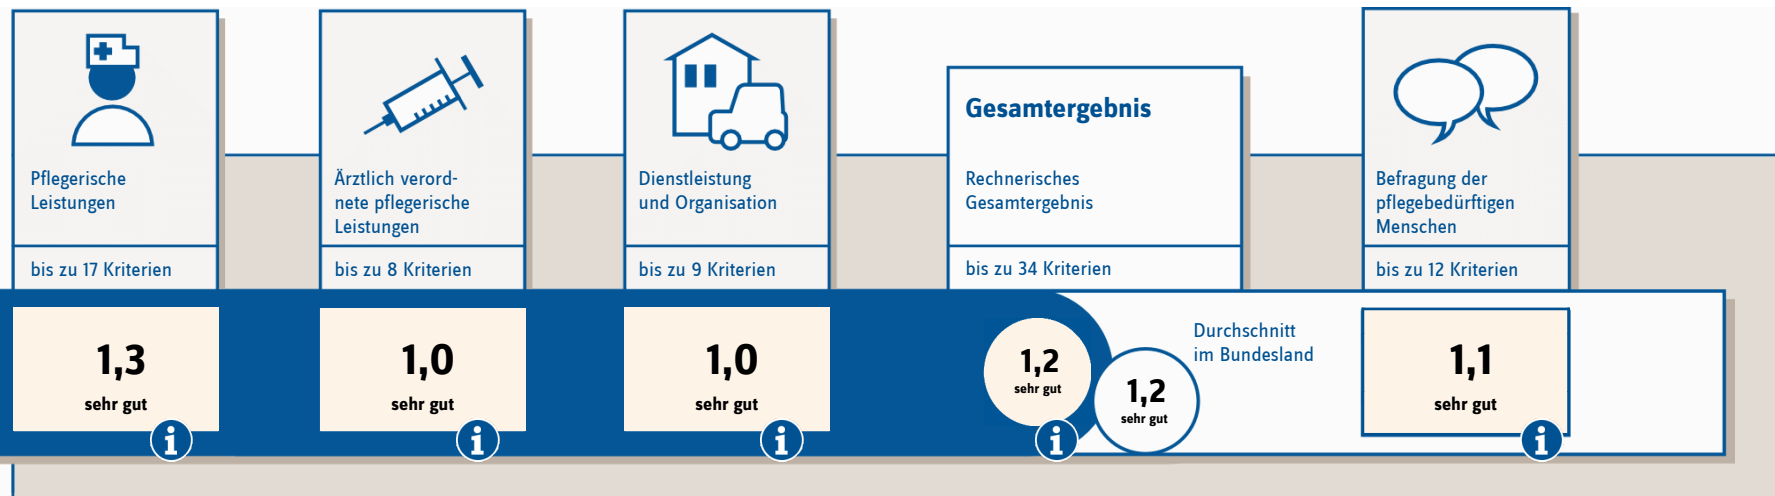 Pflegerische
Leistungen
bis zu 17 Kriterien
1,3
sehr gut
i
Ärztlich verord-
nete pflegerische
Leistungen
bis zu 8 Kriterien
1,0
sehr gut
i
Dienstleistung
und Organisation
bis zu 9 Kriterien
1,0
sehr gut
i
Gesamtergebnis
Rechnerisches
Gesamtergebnis
bis zu 34 Kriterien
1,2
sehr gut
i
Durchschnitt
im Bundesland
1,2
sehr gut
Befragung der
pflegebedürftigen
Menschen
bis zu 12 Kriterien
1,1
sehr gut
i